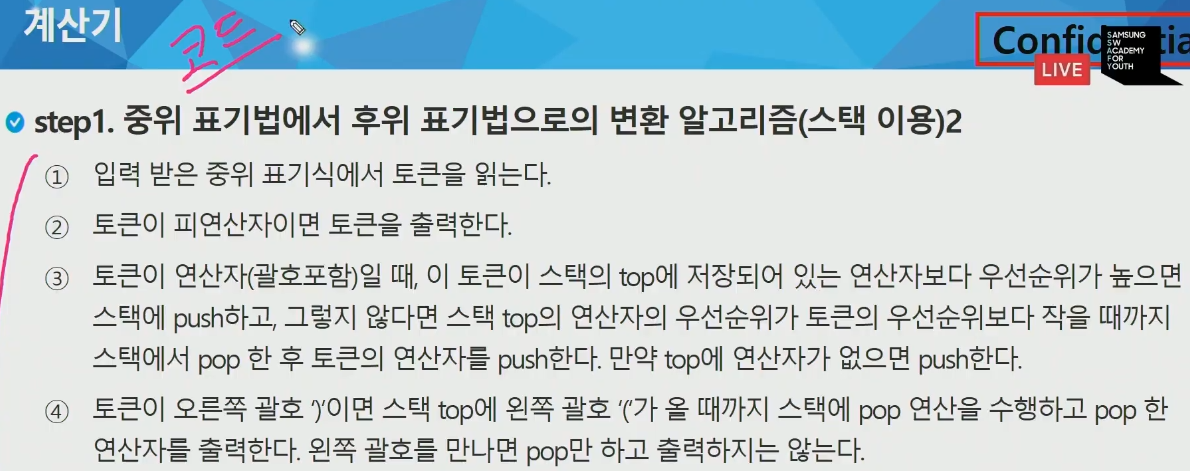 계산기
코드
Confid tia
SAMSUNG
SW
ACADEMY
FOR
YOUTH
LIVE
step1. 중위 표기법에서 후위 표기법으로의 변환 알고리즘(스택 이용)2
① 입력 받은 중위 표기식에서 토큰을 읽는다.
② 토큰이 피연산자이면 토큰을 출력한다.
③ 토큰이 연산자(괄호포함)일 때, 이 토큰이 스택의 top에 저장되어 있는 연산자보다 우선순위가 높으면
스택에 push하고, 그렇지 않다면 스택 top의 연산자의 우선순위가 토큰의 우선순위보다 작을 때까지
스택에서 pop 한 후 토큰의 연산자를 push한다. 만약 top에 연산자가 없으면 push한다.
④ 토큰이 오른쪽 괄호 ‘)’이면 스택 top에 왼쪽 괄호 ‘(‘가 올 때까지 스택에 pop 연산을 수행하고 pop 한
연산자를 출력한다. 왼쪽 괄호를 만나면 pop만 하고 출력하지는 않는다.